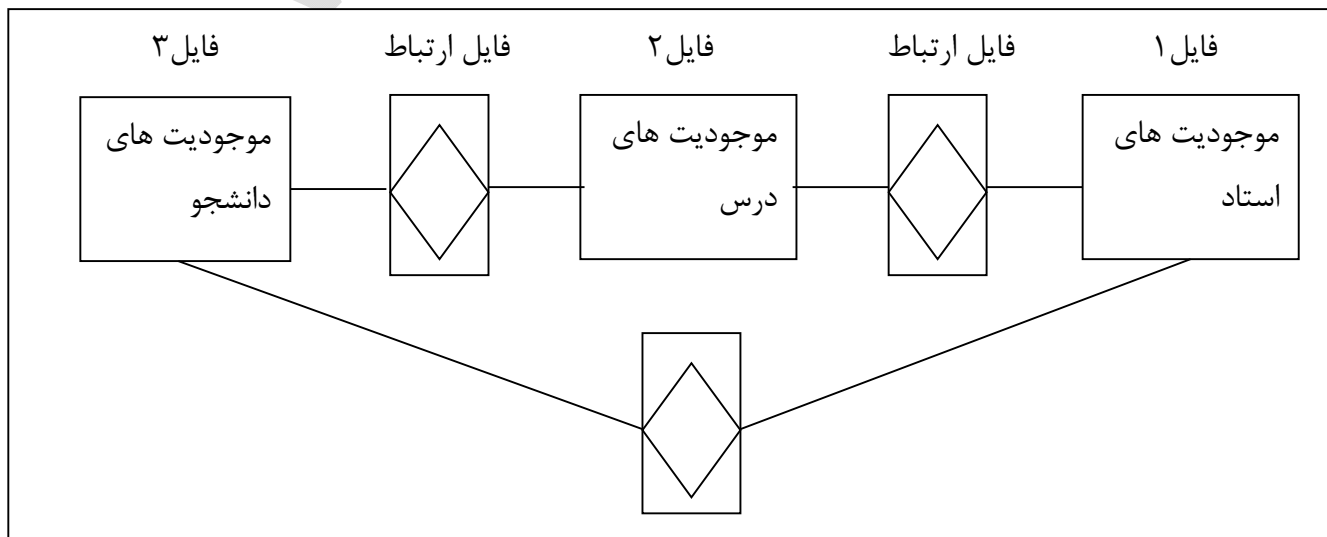 فایل۱
فایل ارتباط
فایل۲
فایل ارتباط
فایل۳
موجودیت های
استاد
موجودیت های
درس
موجودیت های
دانشجو